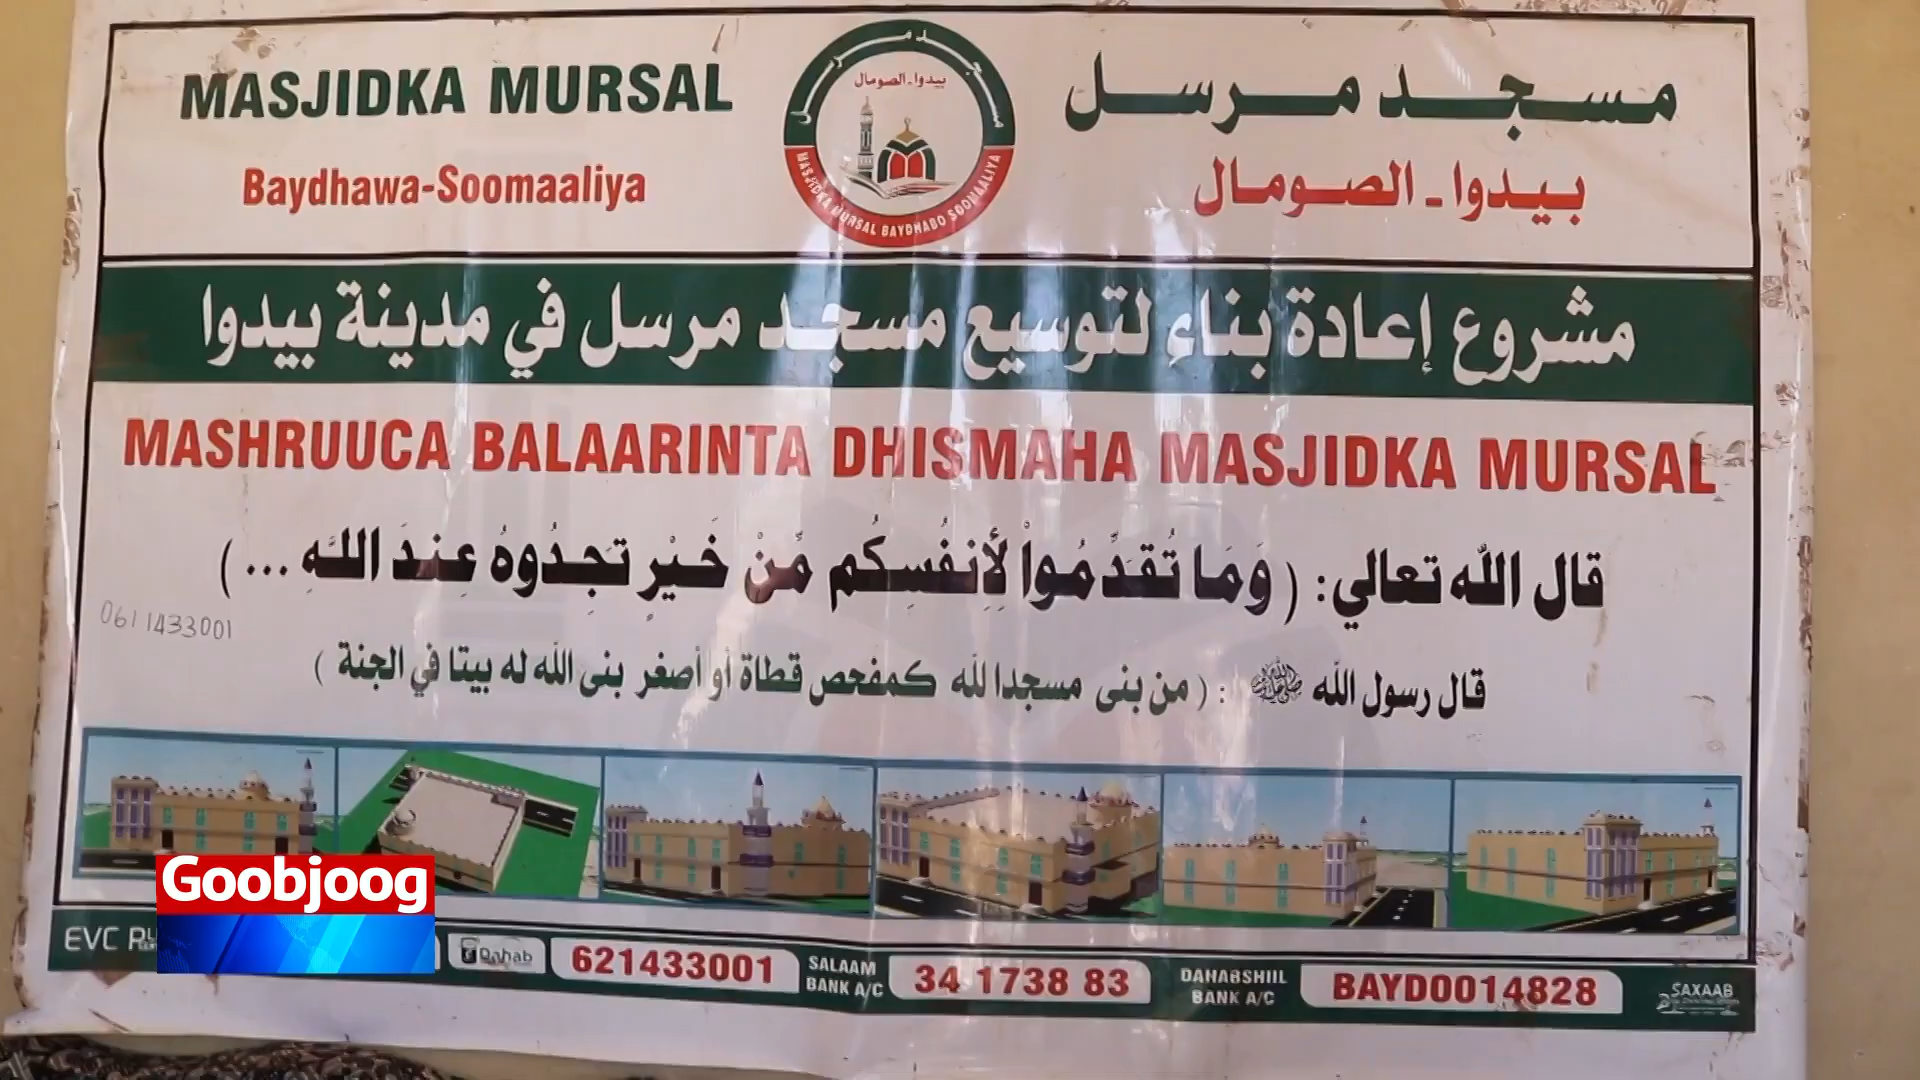 MASJIDKA MURSAL
Baydhawa-Soomaaliya
مسجد مرسل
بيدوا - الصومال
مسجد مرسل
بيدوا - الصومال
MASJIDKA MURSAL BAYDHABO SOOMAALIYA
مشروع إعادة بناء لتوسيع مسجد مرسل في مدينة بيدوا
MASHRUUCA BALAARINTA DHISMAHA MASJIDKA MURSAL
قال الله تعالي: ( وَمَا تُقَدِّمُواْ لِأَنفُسِكُم مِّنْ خَيْرٍ تَجِدُوهُ عِندَ اللَّهِ ... )
0611433001
قال رسول الله ﷺ : ( من بنى مسجدا لله كمفحص قطاة أو أصغر بنى الله له بيتا في الجنة )
Goobjoog
EVC
Dahab
621433001
SALAAM BANK A/C
34 1738 83
DAHABSHIIL BANK A/C
BAYD0014828
SAXAAB